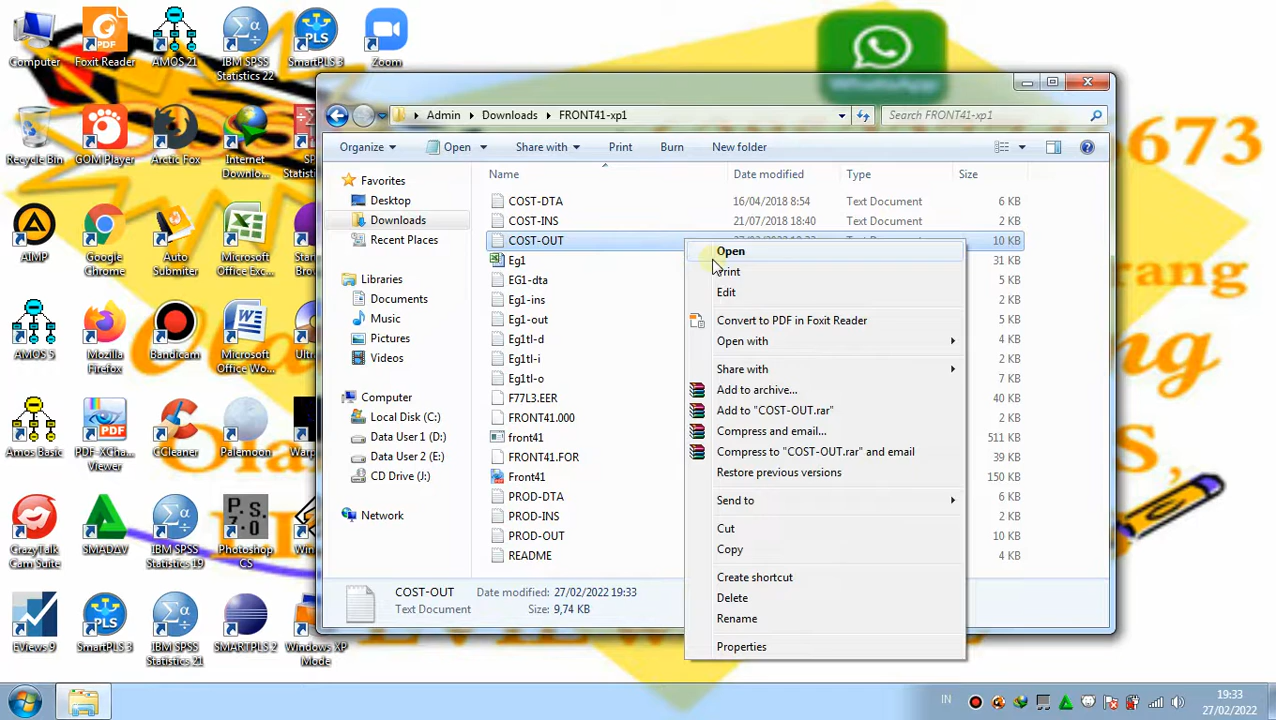 Computer
Foxit Reader
AMOS 21
IBM SPSS Statistics 22
SmartPLS 3
Zoom
Recycle Bin
GOM Player
Arctic Fox
Internet Downlo...
AIMP
Google Chrome
Auto Submiter
Microsoft Office Exc...
AMOS 5
Mozilla Firefox
Bandicam
Microsoft Office Wo...
Amos Basic
PDF-XChan... Viewer
CCleaner
Palemoon
CrazyTalk Cam Suite
SMADAV
IBM SPSS Statistics 19
Photoshop CS
EViews 9
SmartPLS 3
IBM SPSS Statistics 21
SMARTPLS 2
Windows XP Mode
673
rang
Admin ▸ Downloads ▸ FRONT41-xp1
Search FRONT41-xp1
Organize Open Share with Print Burn New folder
Name Date modified Type Size
Favorites
Desktop
Downloads
Recent Places
Libraries
Documents
Music
Pictures
Videos
Computer
Local Disk (C:)
Data User 1 (D:)
Data User 2 (E:)
CD Drive (J:)
Network
COST-DTA 16/04/2018 8:54 Text Document 6 KB
COST-INS 21/07/2018 18:40 Text Document 2 KB
COST-OUT 10 KB
Eg1 31 KB
EG1-dta 5 KB
Eg1-ins 2 KB
Eg1-out 5 KB
Eg1tl-d 4 KB
Eg1tl-i 2 KB
Eg1tl-o 7 KB
F77L3.EER 40 KB
FRONT41.000 2 KB
front41 511 KB
FRONT41.FOR 39 KB
Front41 150 KB
PROD-DTA 6 KB
PROD-INS 2 KB
PROD-OUT 10 KB
README 4 KB
Open
Print
Edit
Convert to PDF in Foxit Reader
Open with
Share with
Add to archive...
Add to "COST-OUT.rar"
Compress and email...
Compress to "COST-OUT.rar" and email
Restore previous versions
Send to
Cut
Copy
Create shortcut
Delete
Rename
Properties
COST-OUT Date modified: 27/02/2022 19:33
Text Document Size: 9,74 KB
IN
19:33
27/02/2022